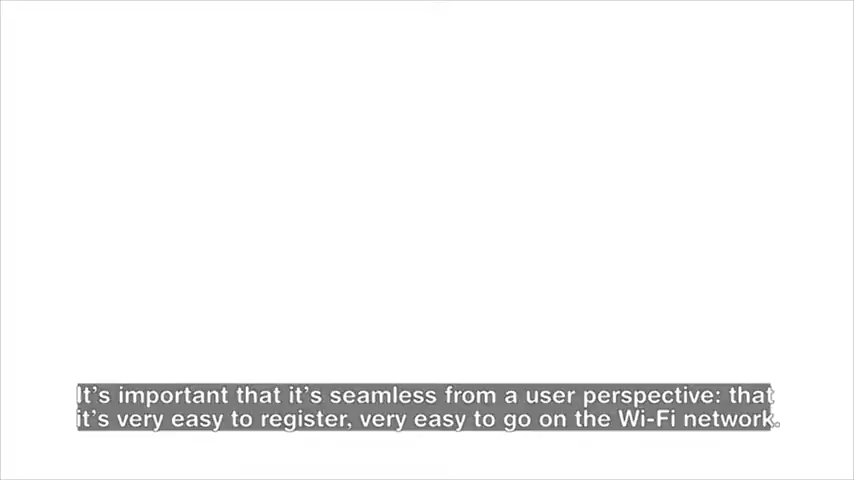 It’s important that it’s seamless from a user perspective: that
it’s very easy to register, very easy to go on the Wi-Fi network.